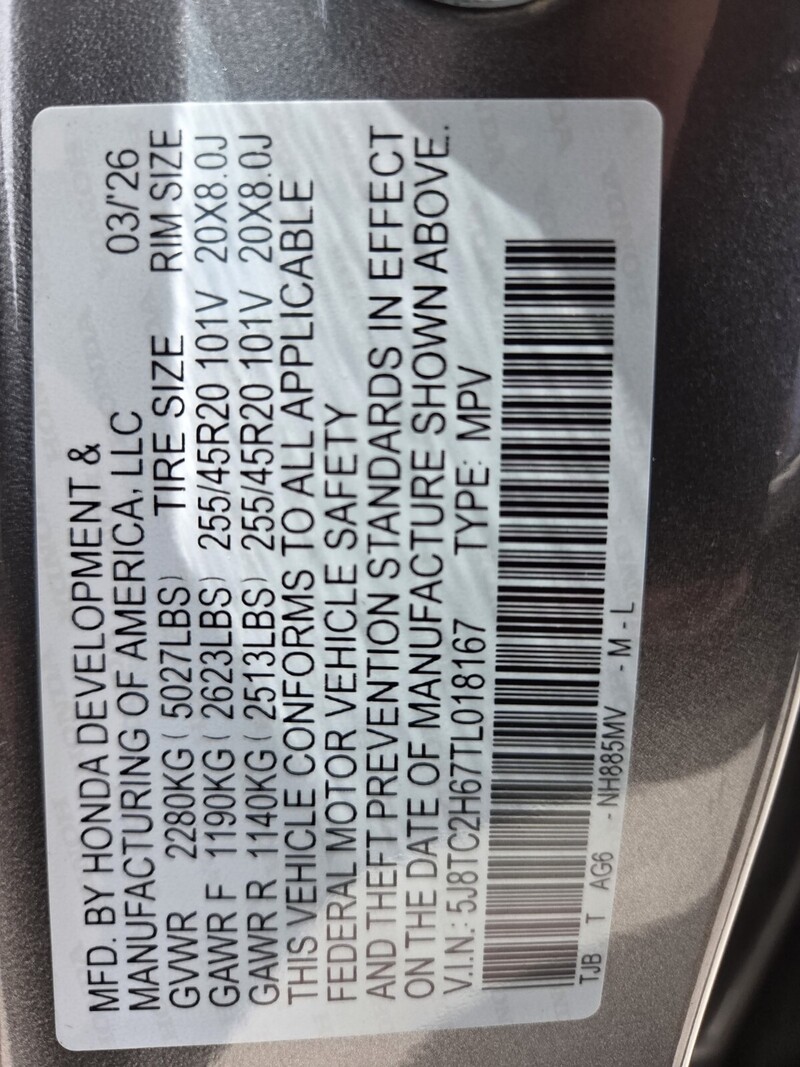 MFD. BY HONDA DEVELOPMENT &
MANUFACTURING OF AMERICA, LLC 03/'26
GVWR 2280KG (5027LBS) TIRE SIZE RIM SIZE
GAWR F 1190KG (2623LBS) 255/45R20 101V 20X8.0J
GAWR R 1140KG (2513LBS) 255/45R20 101V 20X8.0J
THIS VEHICLE CONFORMS TO ALL APPLICABLE
FEDERAL MOTOR VEHICLE SAFETY
AND THEFT PREVENTION STANDARDS IN EFFECT
ON THE DATE OF MANUFACTURE SHOWN ABOVE.
V.I.N.: 5J8TC2H67TL018167 TYPE: MPV
TJB T AG6 -NH885MV -M-L